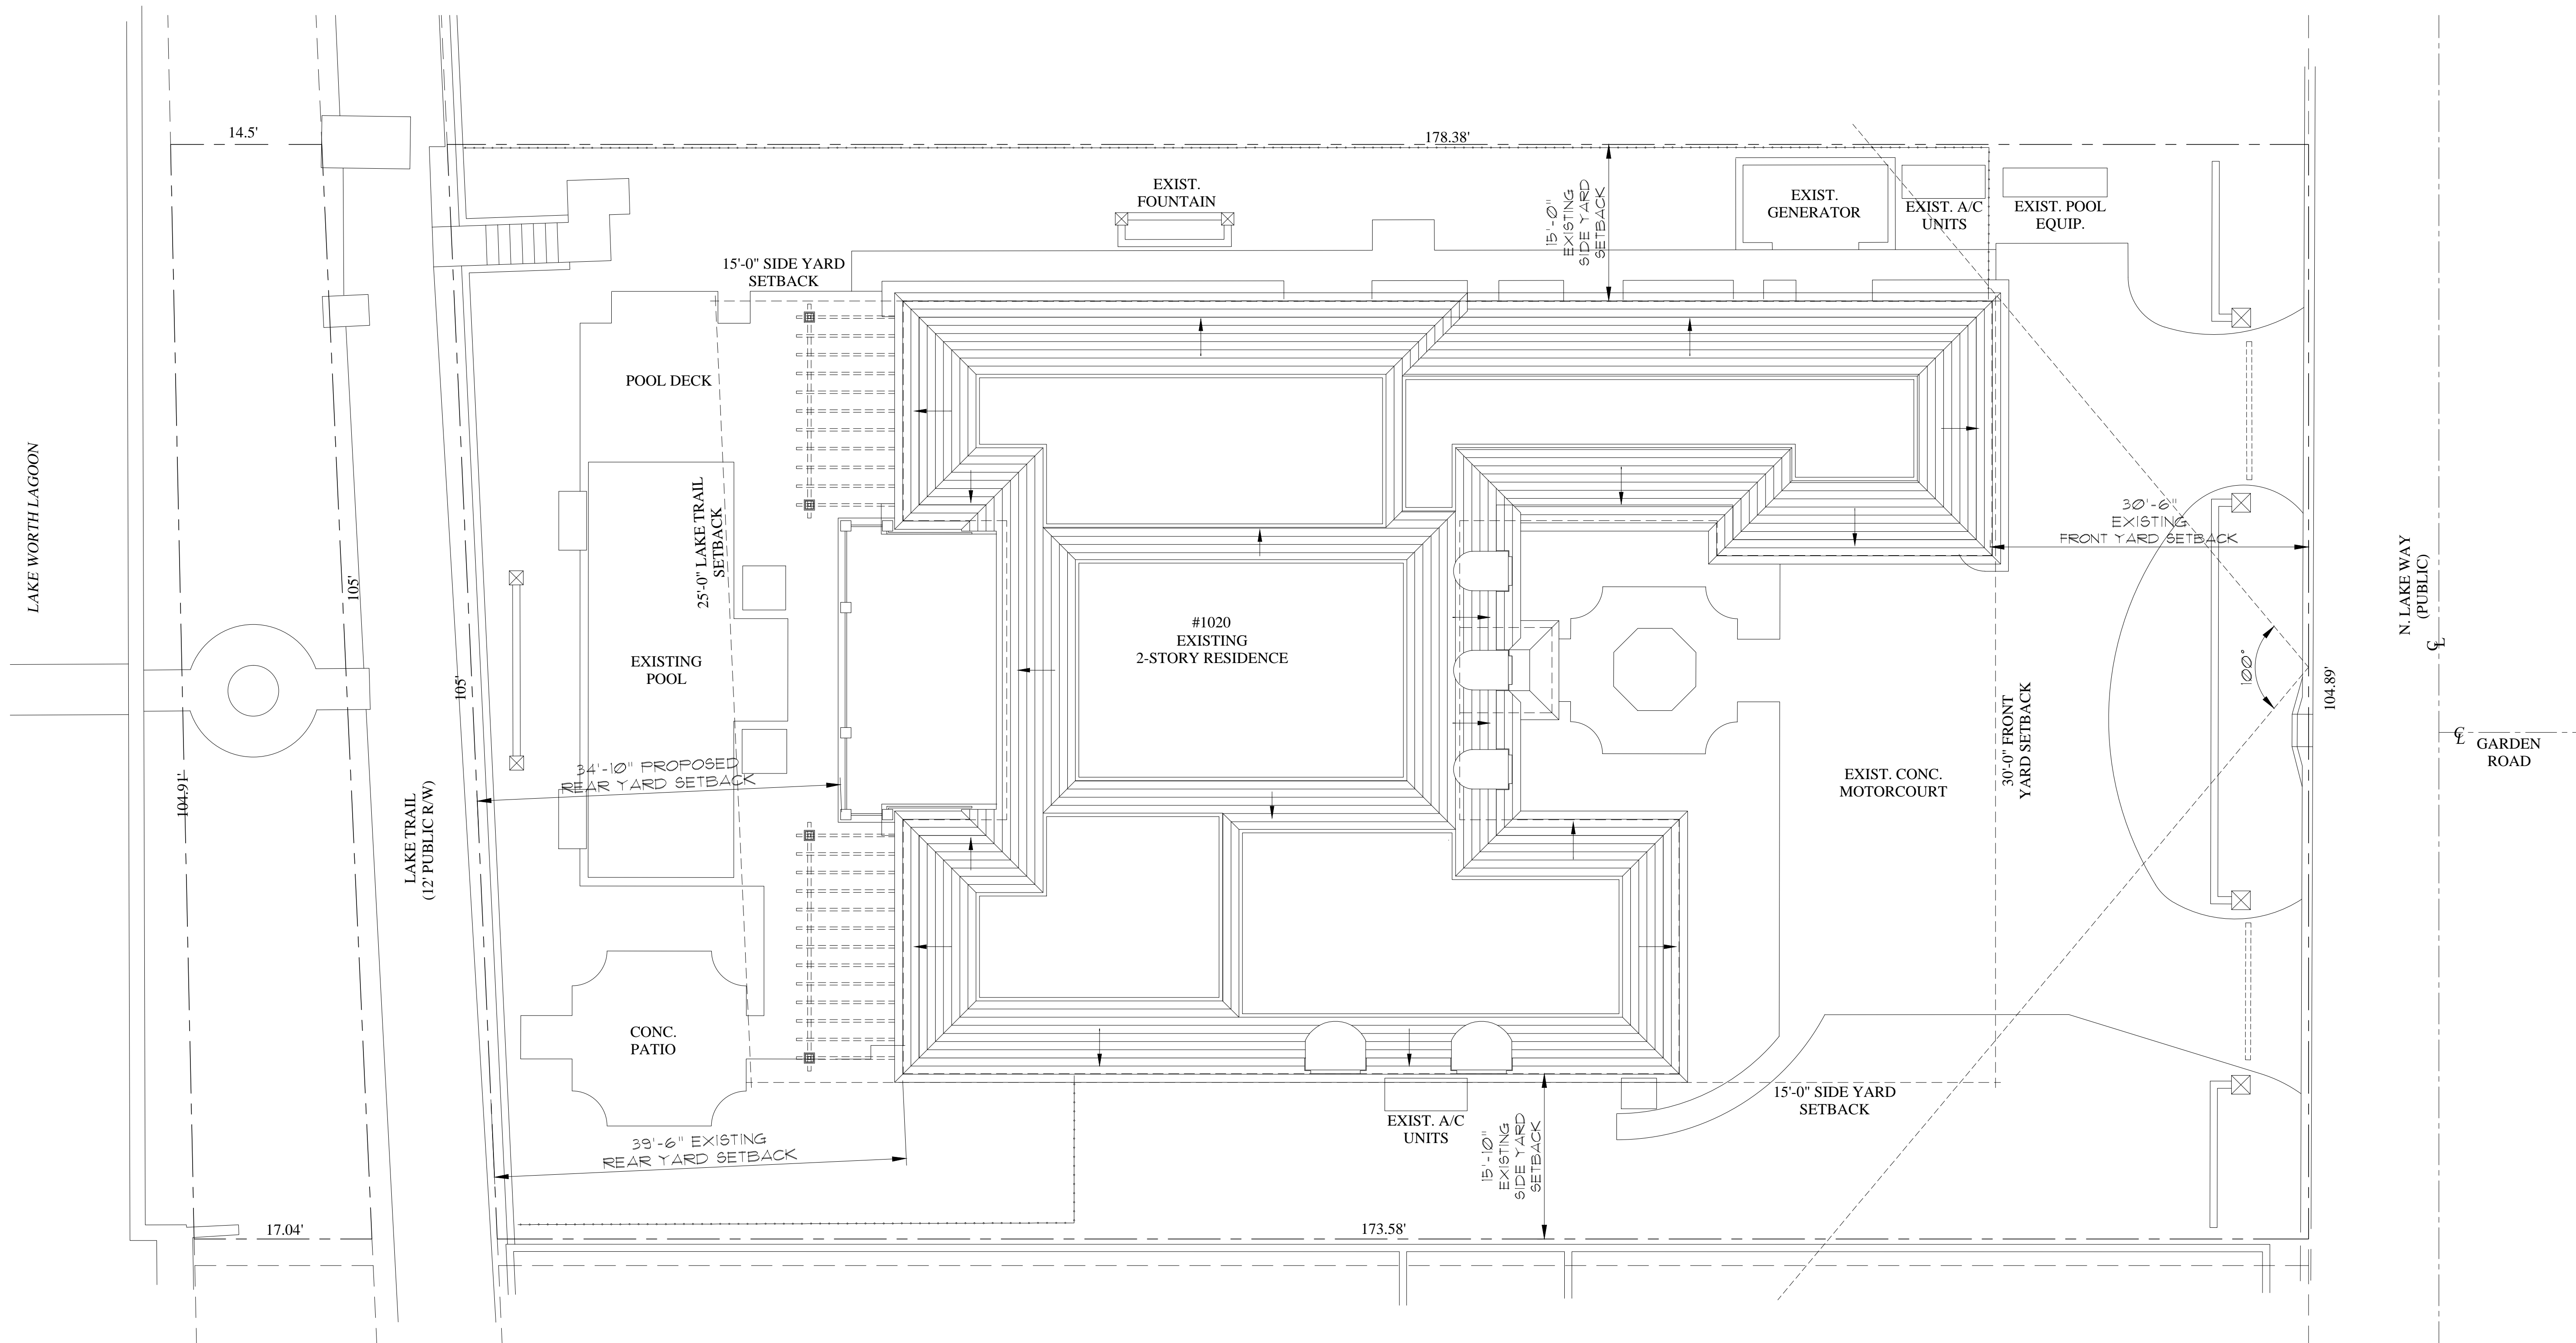 14.5'
178.38'
EXIST.
FOUNTAIN
15'-0"
EXISTING
SIDE YARD
SETBACK
EXIST.
GENERATOR
EXIST. A/C
UNITS
EXIST. POOL
EQUIP.
15'-0" SIDE YARD
SETBACK
POOL DECK
LAKE WORTH LAGOON
25'-0" LAKE TRAIL
SETBACK
30'-6"
EXISTING
FRONT YARD SETBACK
N. LAKE WAY
(PUBLIC)
CL
105'
105'
#1020
EXISTING
2-STORY RESIDENCE
EXISTING
POOL
100°
104.89'
30'-0" FRONT
YARD SETBACK
CL
GARDEN
ROAD
34'-10" PROPOSED
REAR YARD SETBACK
EXIST. CONC.
MOTORCOURT
104.91'
LAKE TRAIL
(12' PUBLIC R/W)
CONC.
PATIO
15'-0" SIDE YARD
SETBACK
EXIST. A/C
UNITS
39'-6" EXISTING
REAR YARD SETBACK
15'-10"
EXISTING
SIDE YARD
SETBACK
17.04'
173.58'